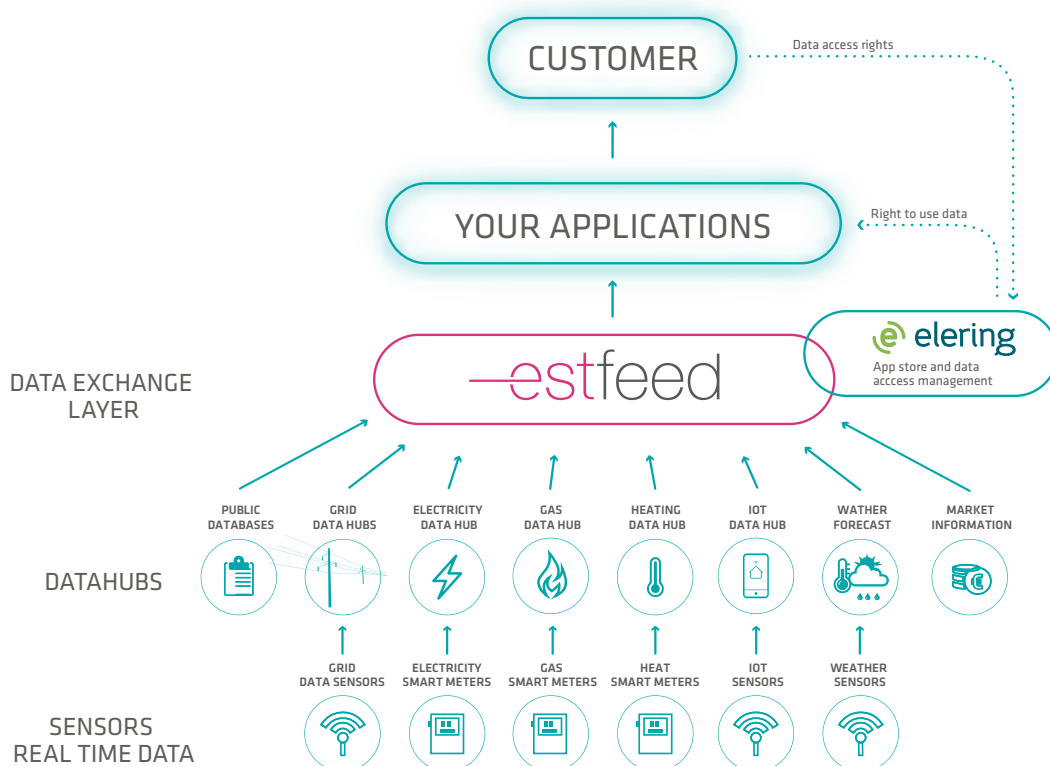 CUSTOMER
Data access rights
YOUR APPLICATIONS
Right to use data
estfeed
elering
App store and data
acccess management
DATA EXCHANGE
LAYER
PUBLIC
DATABASES
GRID
DATA HUBS
ELECTRICITY
DATA HUB
GAS
DATA HUB
HEATING
DATA HUB
IOT
DATA HUB
WATHER
FORECAST
MARKET
INFORMATION
DATAHUBS
GRID
DATA SENSORS
ELECTRICITY
SMART METERS
GAS
SMART METERS
HEAT
SMART METERS
IOT
SENSORS
WEATHER
SENSORS
SENSORS
REAL TIME DATA